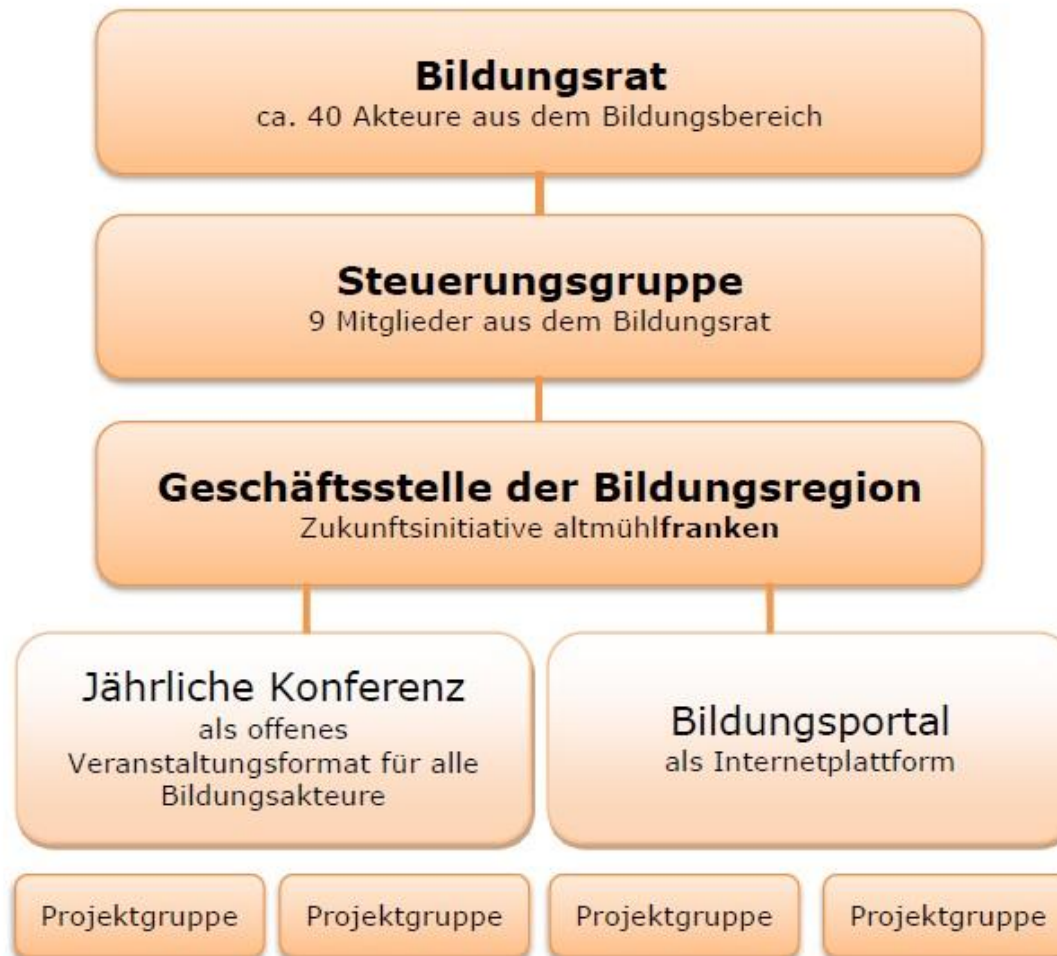 Bildungsrat
ca. 40 Akteure aus dem Bildungsbereich
Steuerungsgruppe
9 Mitglieder aus dem Bildungsrat
Geschäftsstelle der Bildungsregion
Zukunftsinitiative altmühlfranken
Jährliche Konferenz
als offenes
Veranstaltungsformat für alle
Bildungsakteure
Bildungsportal
als Internetplattform
Projektgruppe
Projektgruppe
Projektgruppe
Projektgruppe